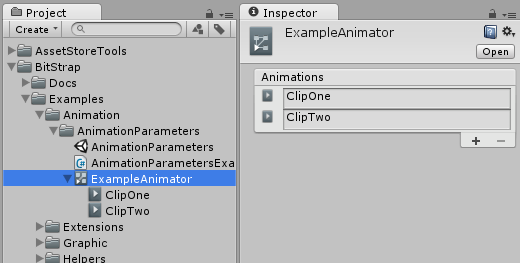 Project
Create
AssetStoreTools
BitStrap
Docs
Examples
Animation
AnimationParameters
AnimationParameters
AnimationParametersExa
ExampleAnimator
ClipOne
ClipTwo
Extensions
Graphic
Helpers
Inspector
ExampleAnimator
Open
Animations
ClipOne
ClipTwo